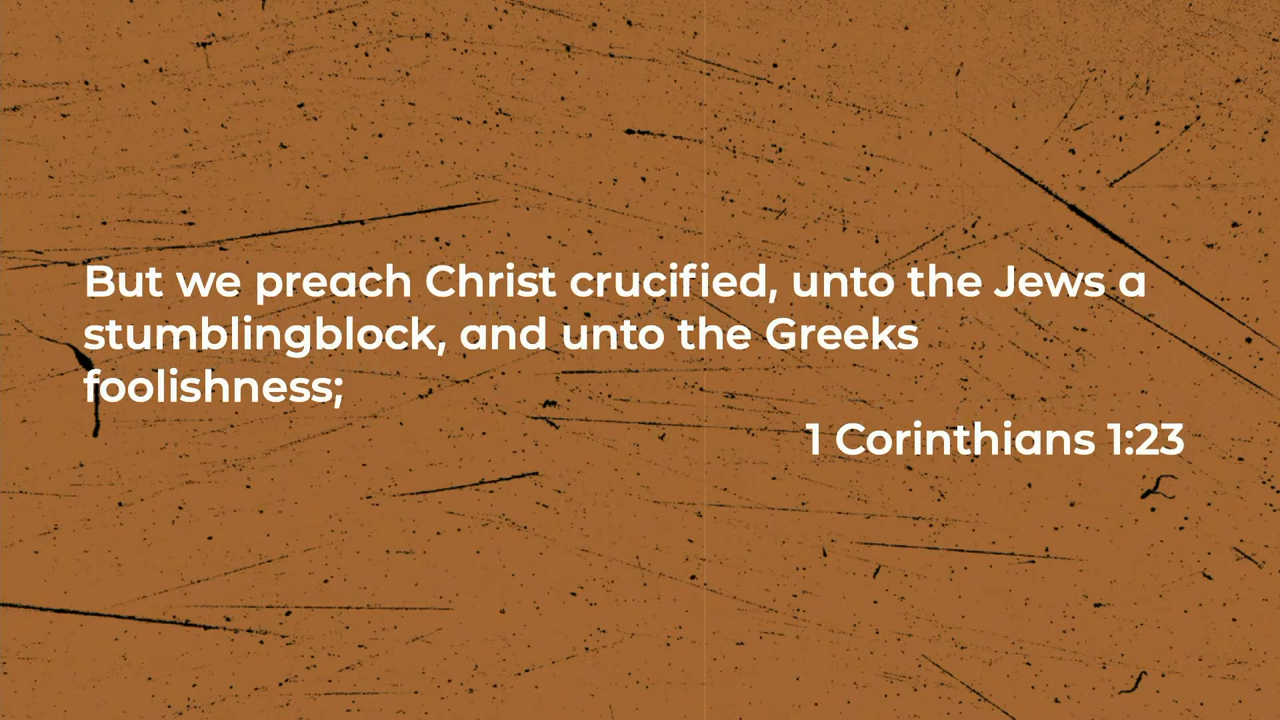 But we preach Christ crucified, unto the Jews a
stumblingblock, and unto the Greeks
foolishness;
1 Corinthians 1:23